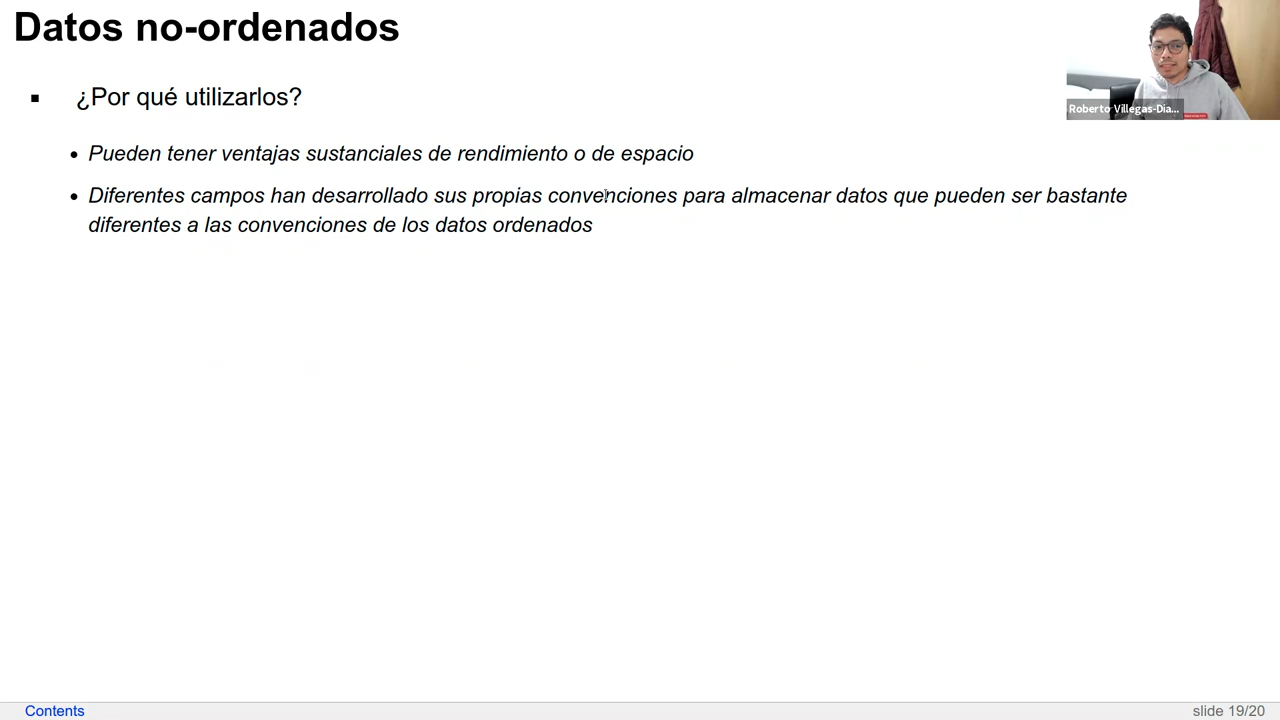 Datos no-ordenados
¿Por qué utilizarlos?
Pueden tener ventajas sustanciales de rendimiento o de espacio
Diferentes campos han desarrollado sus propias convenciones para almacenar datos que pueden ser bastante
diferentes a las convenciones de los datos ordenados
Roberto Villegas-Dia...
Contents
slide 19/20